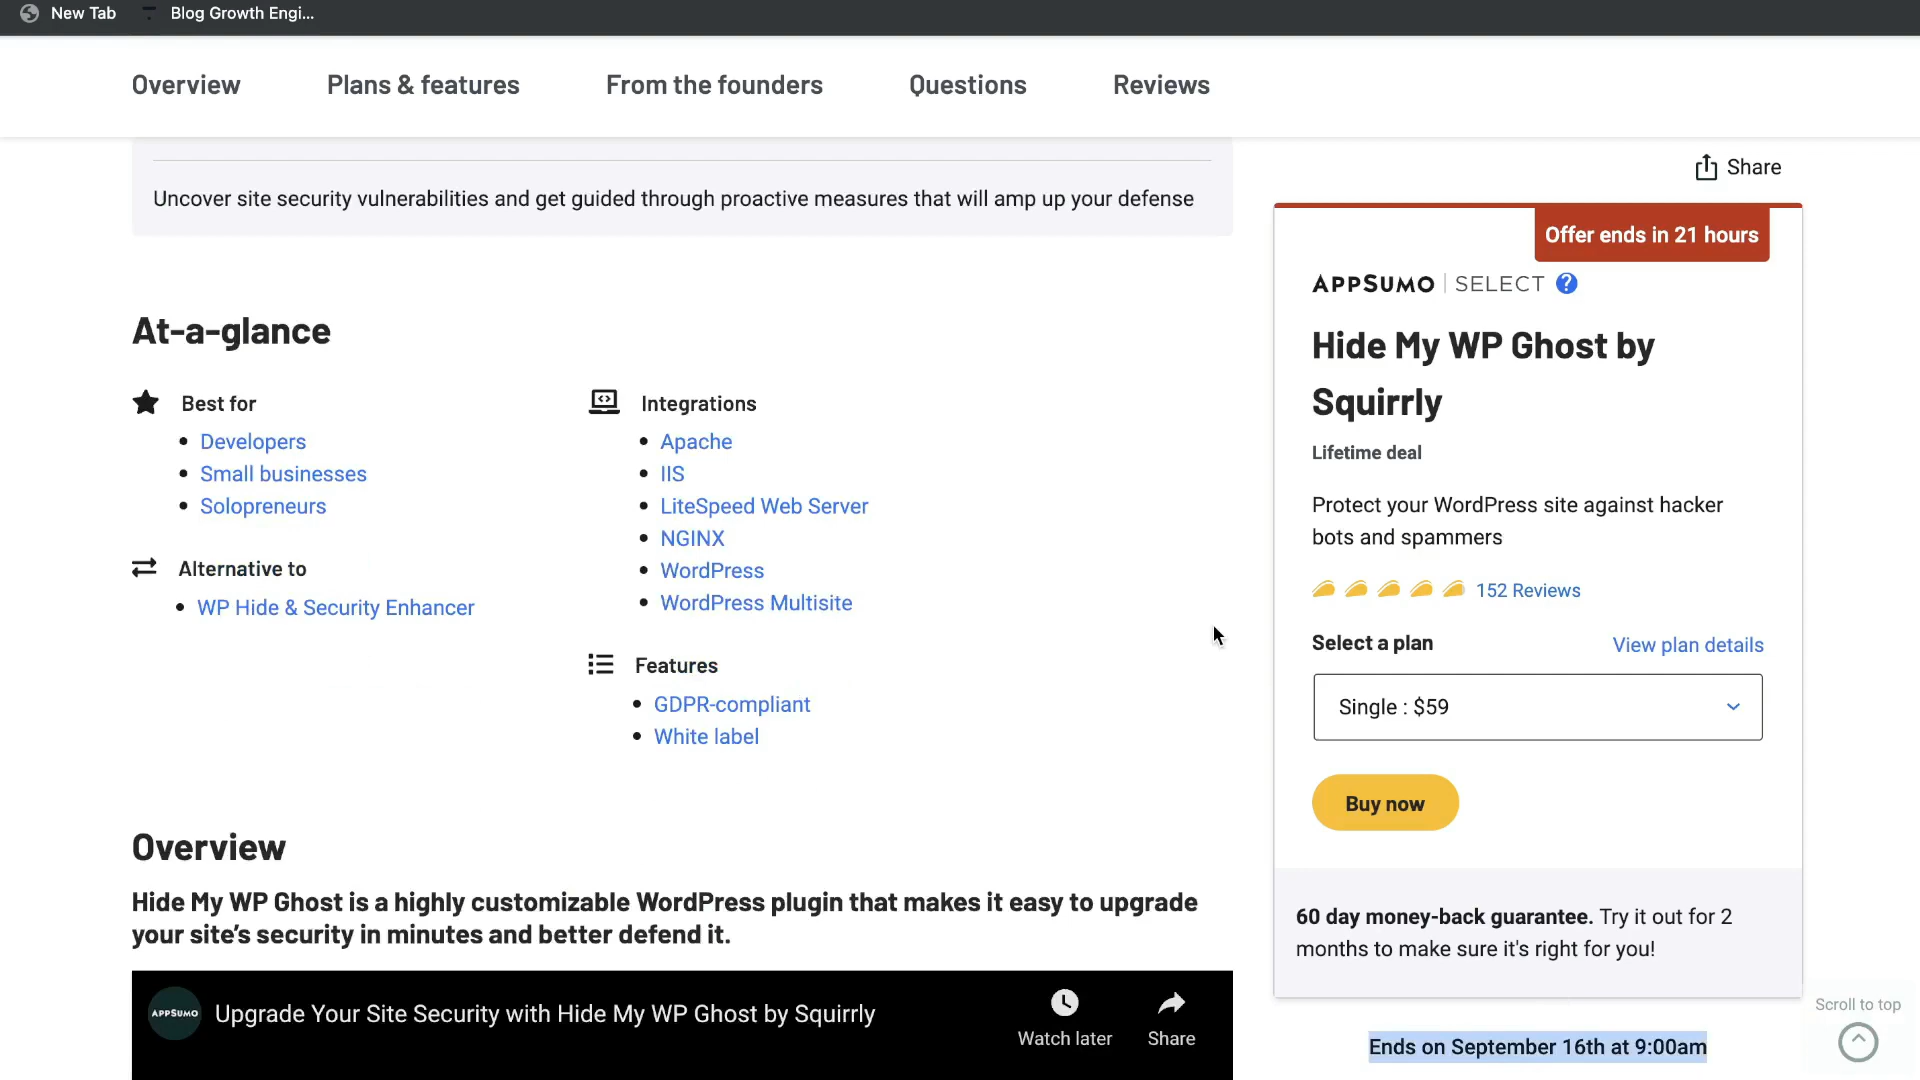 New Tab
Blog Growth Engi...
Overview
Plans & features
From the founders
Questions
Reviews
Uncover site security vulnerabilities and get guided through proactive measures that will amp up your defense
At-a-glance
Best for
Developers
Small businesses
Solopreneurs
Alternative to
WP Hide & Security Enhancer
Integrations
Apache
IIS
LiteSpeed Web Server
NGINX
WordPress
WordPress Multisite
Features
GDPR-compliant
White label
Overview
Hide My WP Ghost is a highly customizable WordPress plugin that makes it easy to upgrade
your site's security in minutes and better defend it.
APPSUMO
Upgrade Your Site Security with Hide My WP Ghost by Squirrly
Watch later
Share
Share
Offer ends in 21 hours
APPSUMO | SELECT ?
Hide My WP Ghost by
Squirrly
Lifetime deal
Protect your WordPress site against hacker
bots and spammers
152 Reviews
Select a plan
View plan details
Single : $59
Buy now
60 day money-back guarantee. Try it out for 2
months to make sure it's right for you!
Ends on September 16th at 9:00am
Scroll to top